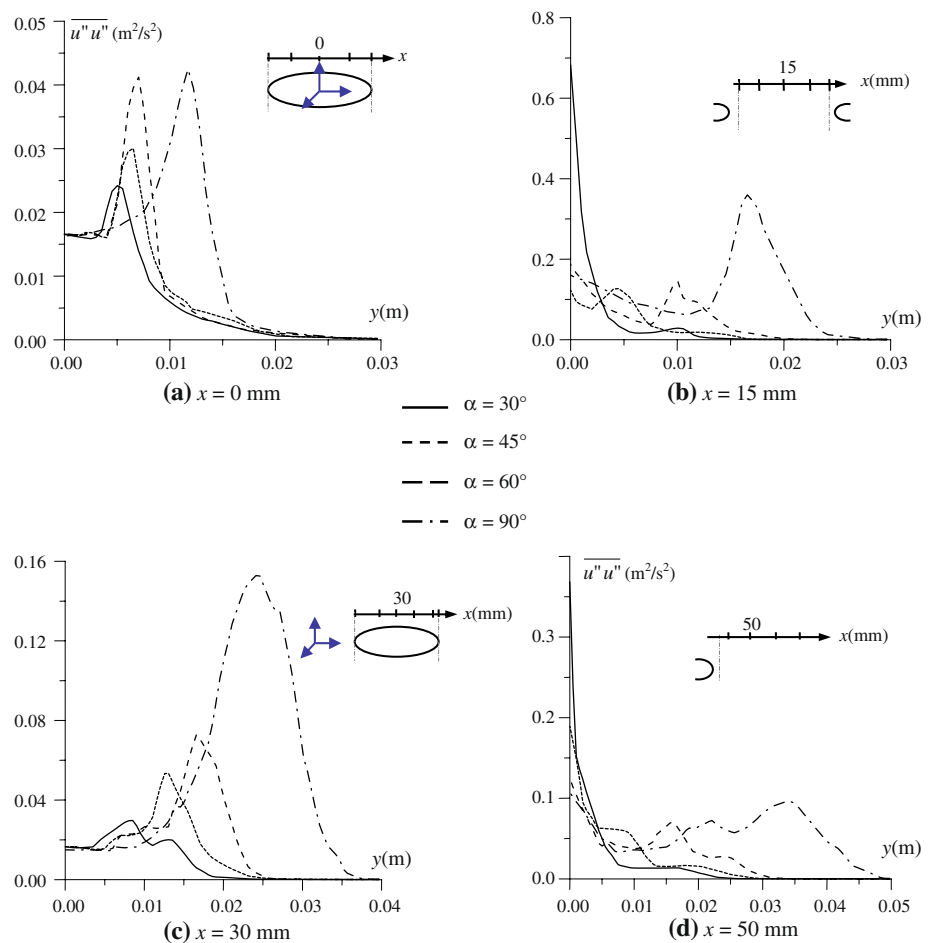 0.05
u" u" (m²/s²)
0
x
0.04
0.03
0.02
0.01
y(m)
0.00
0.00 0.01 0.02 0.03
(a) x = 0 mm
0.8
15
x(mm)
0.6
0.4
0.2
y(m)
0.0
0.00 0.01 0.02 0.03
(b) x = 15 mm
α = 30°
α = 45°
α = 60°
α = 90°
0.16
30
x(mm)
0.12
0.08
0.04
y(m)
0.00
0.00 0.01 0.02 0.03 0.04
(c) x = 30 mm
u" u" (m²/s²)
50
x(mm)
0.3
0.2
0.1
y(m)
0.0
0.00 0.01 0.02 0.03 0.04 0.05
(d) x = 50 mm